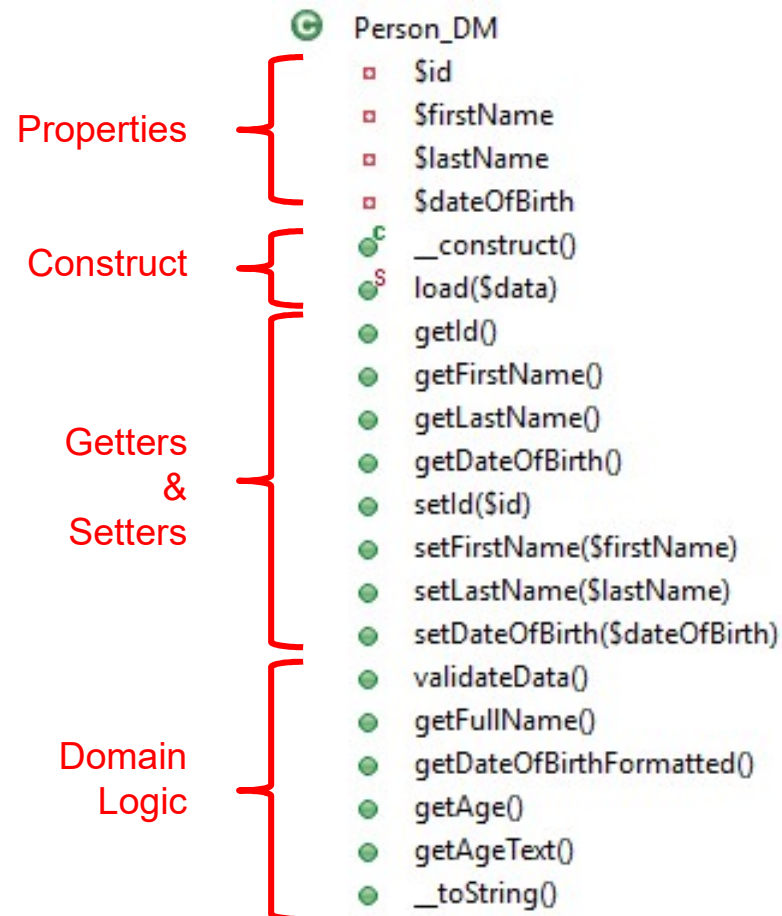 Person_DM
Properties
$id
$firstName
$lastName
$dateOfBirth
Construct
__construct()
load($data)
Getters
&
Setters
getId()
getFirstName()
getLastName()
getDateOfBirth()
setId($id)
setFirstName($firstName)
setLastName($lastName)
setDateOfBirth($dateOfBirth)
Domain
Logic
validateData()
getFullName()
getDateOfBirthFormatted()
getAge()
getAgeText()
__toString()